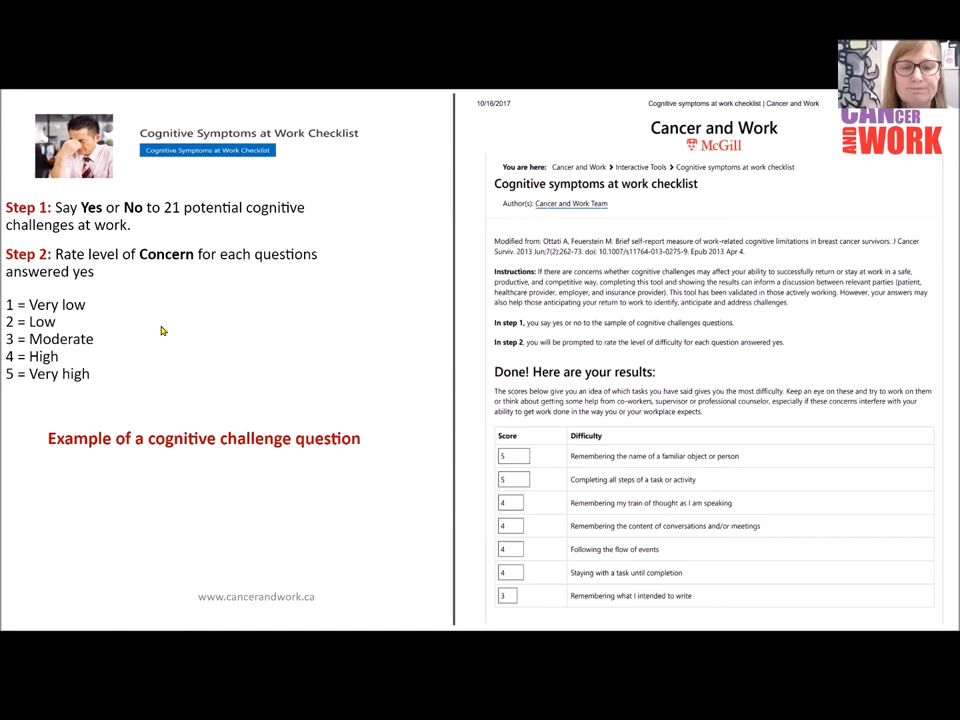 Cognitive Symptoms at Work Checklist
Cognitive Symptoms at Work Checklist
Step 1: Say Yes or No to 21 potential cognitive
challenges at work.
Step 2: Rate level of Concern for each questions
answered yes
1 = Very low
2 = Low
3 = Moderate
4 = High
5 = Very high
Example of a cognitive challenge question
www.cancerandwork.ca
10/16/2017
Cognitive symptoms at work checklist | Cancer and Work
CANCER
AND WORK
Cancer and Work
McGill
You are here: Cancer and Work > Interactive Tools > Cognitive symptoms at work checklist
Cognitive symptoms at work checklist
Author(s): Cancer and Work Team
Modified from: Ottati A, Feuerstein M. Brief self-report measure of work-related cognitive limitations in breast cancer survivors. J Cancer
Surviv. 2013 Jun;7(2):262-73. doi: 10.1007/s11764-013-0275-9. Epub 2013 Apr 4.
Instructions: If there are concerns whether cognitive challenges may affect your ability to successfully return or stay at work in a safe,
productive, and competitive way, completing this tool and showing the results can inform a discussion between relevant parties (patient,
healthcare provider, employer, and insurance provider). This tool has been validated in those actively working. However, your answers may
also help those anticipating your return to work to identify, anticipate and address challenges.
In step 1, you say yes or no to the sample of cognitive challenges questions.
In step 2, you will be prompted to rate the level of difficulty for each question answered yes.
Done! Here are your results:
The scores below give you an idea of which tasks you have said gives you the most difficulty. Keep an eye on these and try to work on them
or think about getting some help from co-workers, supervisor or professional counselor, especially if these concerns interfere with your
ability to get work done in the way you or your workplace expects.
Score Difficulty
5 Remembering the name of a familiar object or person
5 Completing all steps of a task or activity
4 Remembering my train of thought as I am speaking
4 Remembering the content of conversations and/or meetings
4 Following the flow of events
4 Staying with a task until completion
3 Remembering what I intended to write